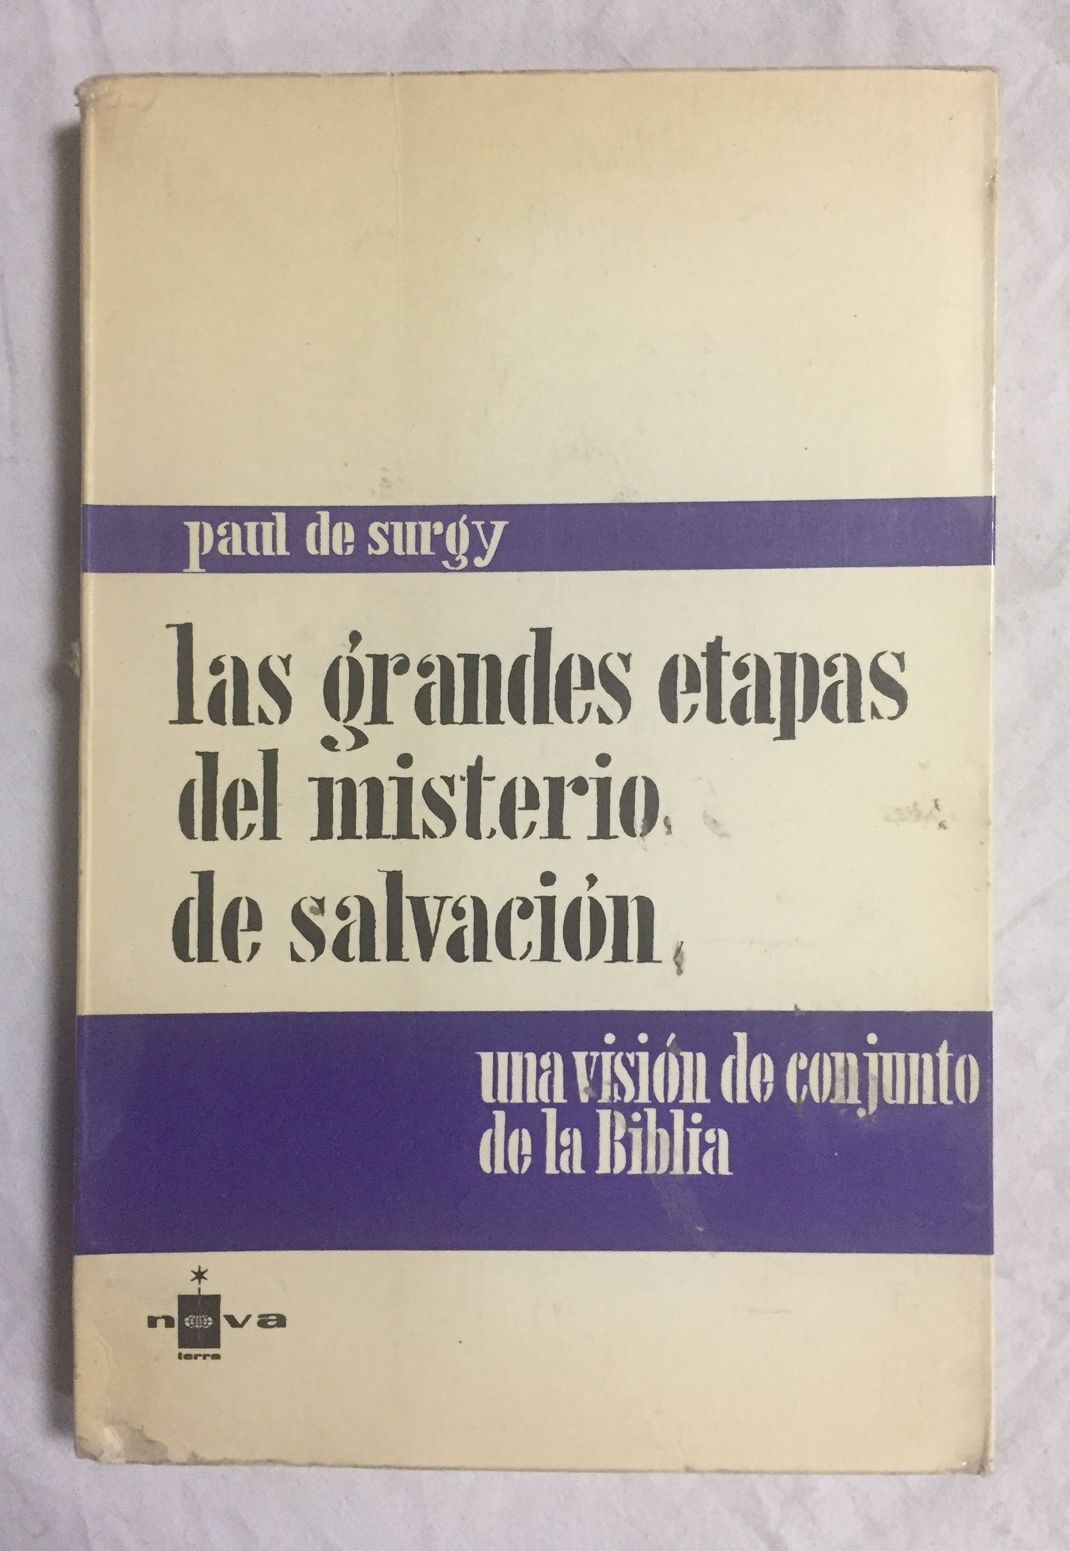 paul de surgy
las grandes etapas
del misterio
de salvación
una visión de conjunto
de la Biblia
nova
terra